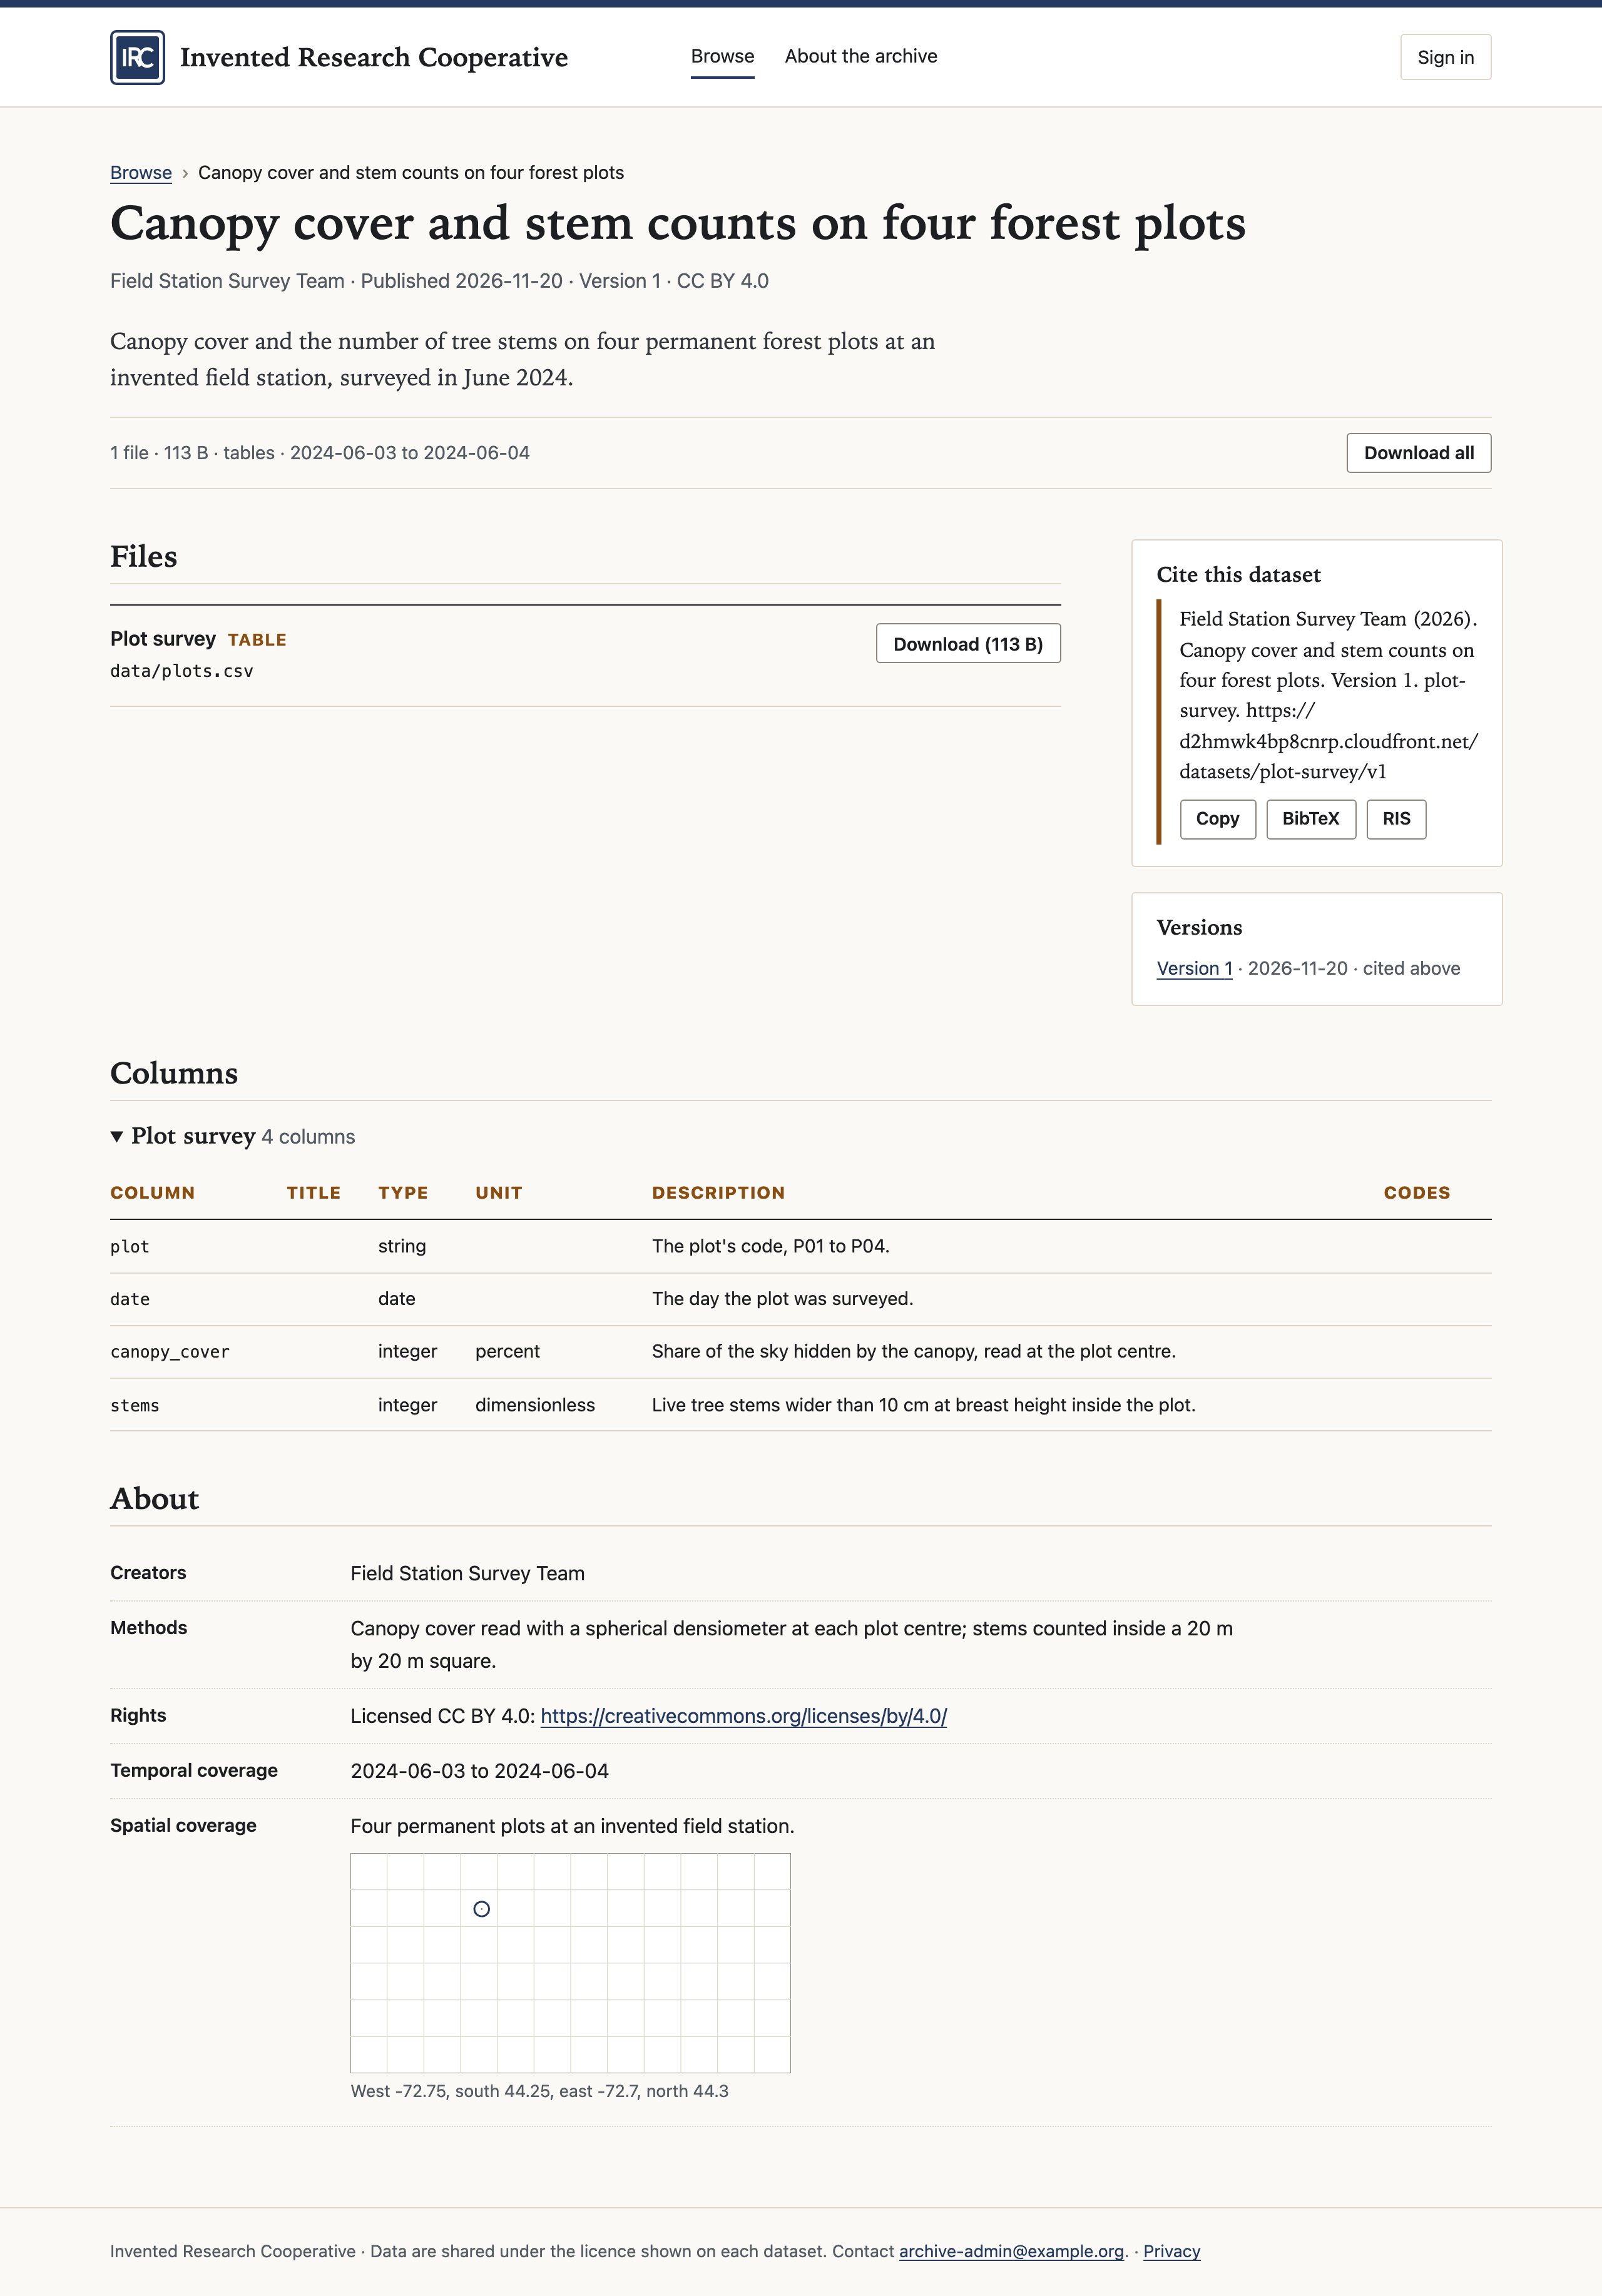 IRC Invented Research Cooperative Browse About the archive Sign in
Browse › Canopy cover and stem counts on four forest plots
Canopy cover and stem counts on four forest plots
Field Station Survey Team · Published 2026-11-20 · Version 1 · CC BY 4.0
Canopy cover and the number of tree stems on four permanent forest plots at an
invented field station, surveyed in June 2024.
1 file · 113 B · tables · 2024-06-03 to 2024-06-04 Download all
Files
Plot survey TABLE Download (113 B)
data/plots.csv
Cite this dataset
Field Station Survey Team (2026).
Canopy cover and stem counts on
four forest plots. Version 1. plot-
survey. https://
d2hmwk4bp8cnrp.cloudfront.net/
datasets/plot-survey/v1
Copy BibTeX RIS
Versions
Version 1 · 2026-11-20 · cited above
Columns
▼ Plot survey 4 columns
COLUMN TITLE TYPE UNIT DESCRIPTION CODES
plot string The plot's code, P01 to P04.
date date The day the plot was surveyed.
canopy_cover integer percent Share of the sky hidden by the canopy, read at the plot centre.
stems integer dimensionless Live tree stems wider than 10 cm at breast height inside the plot.
About
Creators Field Station Survey Team
Methods Canopy cover read with a spherical densiometer at each plot centre; stems counted inside a 20 m
by 20 m square.
Rights Licensed CC BY 4.0: https://creativecommons.org/licenses/by/4.0/
Temporal coverage 2024-06-03 to 2024-06-04
Spatial coverage Four permanent plots at an invented field station.
West -72.75, south 44.25, east -72.7, north 44.3
Invented Research Cooperative · Data are shared under the licence shown on each dataset. Contact archive-admin@example.org. · Privacy